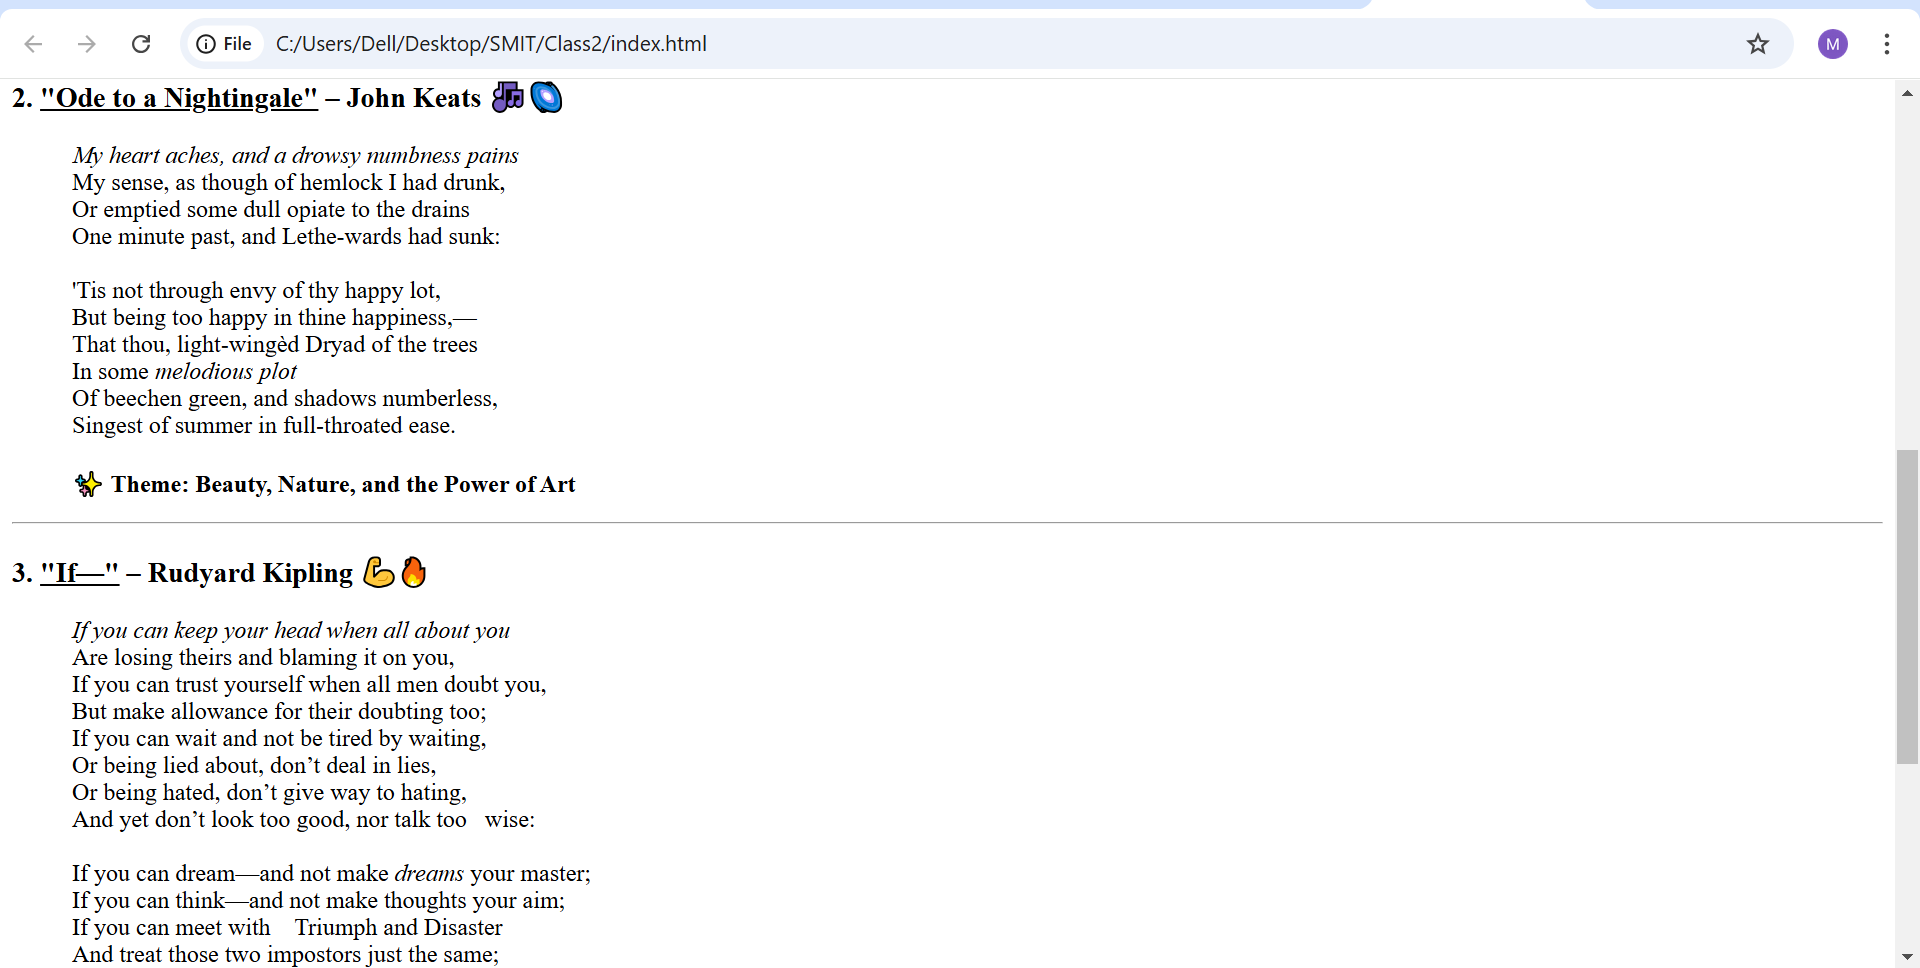 File C:/Users/Dell/Desktop/SMIT/Class2/index.html M
2. "Ode to a Nightingale" – John Keats 🎶🌌
My heart aches, and a drowsy numbness pains
My sense, as though of hemlock I had drunk,
Or emptied some dull opiate to the drains
One minute past, and Lethe-wards had sunk:
'Tis not through envy of thy happy lot,
But being too happy in thine happiness,—
That thou, light-wingèd Dryad of the trees
In some melodious plot
Of beechen green, and shadows numberless,
Singest of summer in full-throated ease.
✨ Theme: Beauty, Nature, and the Power of Art
3. "If—" – Rudyard Kipling 💪🔥
If you can keep your head when all about you
Are losing theirs and blaming it on you,
If you can trust yourself when all men doubt you,
But make allowance for their doubting too;
If you can wait and not be tired by waiting,
Or being lied about, don’t deal in lies,
Or being hated, don’t give way to hating,
And yet don’t look too good, nor talk too   wise:
If you can dream—and not make dreams your master;
If you can think—and not make thoughts your aim;
If you can meet with    Triumph and Disaster
And treat those two impostors just the same;